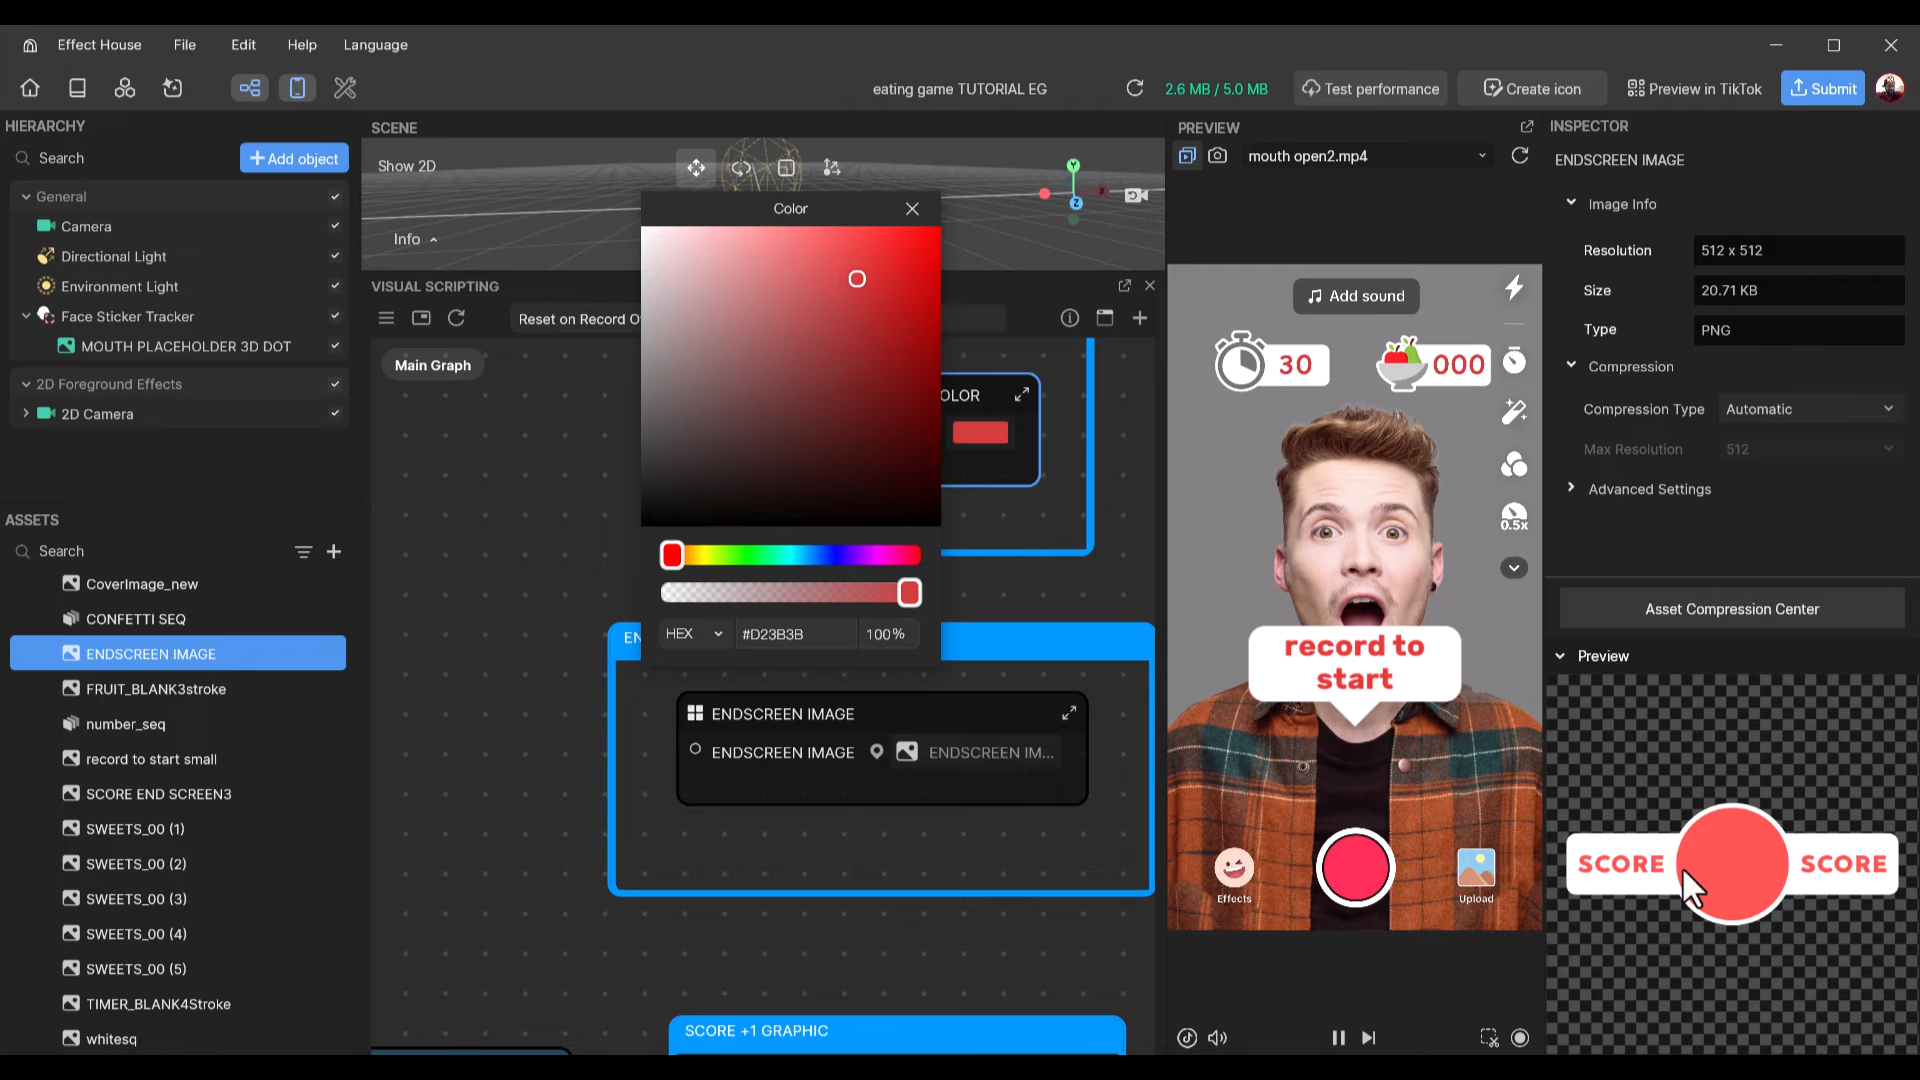 Effect House
File
Edit
Help
Language
eating game TUTORIAL EG
2.6 MB / 5.0 MB
Test performance
Create icon
Preview in TikTok
Submit
HIERARCHY
Search
Add object
General
Camera
Directional Light
Environment Light
Face Sticker Tracker
MOUTH PLACEHOLDER 3D DOT
2D Foreground Effects
2D Camera
ASSETS
Search
CoverImage_new
CONFETTI SEQ
ENDSCREEN IMAGE
FRUIT_BLANK3stroke
number_seq
record to start small
SCORE END SCREEN3
SWEETS_00 (1)
SWEETS_00 (2)
SWEETS_00 (3)
SWEETS_00 (4)
SWEETS_00 (5)
TIMER_BLANK4Stroke
whitesq
SCENE
Show 2D
Info
Y
X
Z
VISUAL SCRIPTING
Reset on Record O
Main Graph
OLOR
Color
HEX
#D23B3B
100%
EN
ENDSCREEN IMAGE
ENDSCREEN IMAGE
ENDSCREEN IM...
SCORE +1 GRAPHIC
PREVIEW
mouth open2.mp4
Add sound
30
000
0.5x
record to
start
Effects
Upload
INSPECTOR
ENDSCREEN IMAGE
Image Info
Resolution
512 x 512
Size
20.71 KB
Type
PNG
Compression
Compression Type
Automatic
Max Resolution
512
Advanced Settings
Asset Compression Center
Preview
SCORE
SCORE